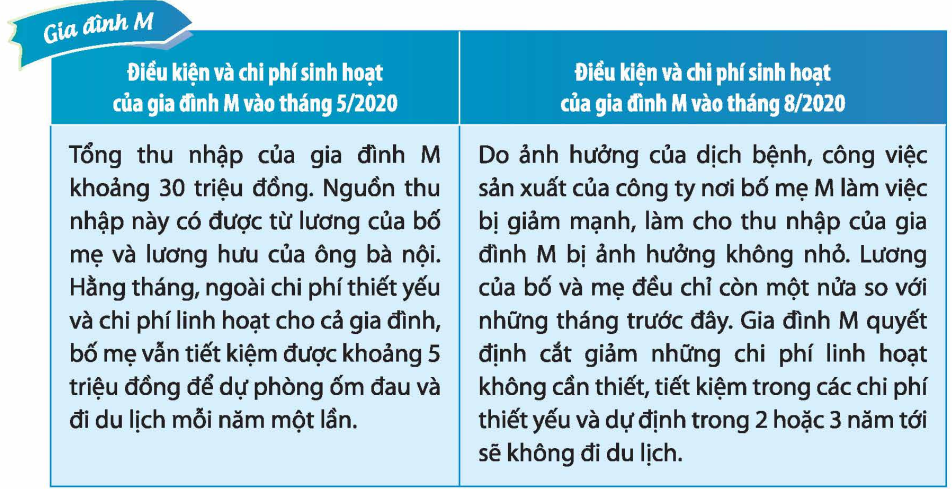 Gia đình M
Điều kiện và chi phí sinh hoạt
của gia đình M vào tháng 5/2020
Điều kiện và chi phí sinh hoạt
của gia đình M vào tháng 8/2020
Tổng thu nhập của gia đình M
khoảng 30 triệu đồng. Nguồn thu
nhập này có được từ lương của bố
mẹ và lương hưu của ông bà nội.
Hằng tháng, ngoài chi phí thiết yếu
và chi phí linh hoạt cho cả gia đình,
bố mẹ vẫn tiết kiệm được khoảng 5
triệu đồng để dự phòng ốm đau và
đi du lịch mỗi năm một lần.
Do ảnh hưởng của dịch bệnh, công việc
sản xuất của công ty nơi bố mẹ M làm việc
bị giảm mạnh, làm cho thu nhập của gia
đình M bị ảnh hưởng không nhỏ. Lương
của bố và mẹ đều chỉ còn một nửa so với
những tháng trước đây. Gia đình M quyết
định cắt giảm những chi phí linh hoạt
không cần thiết, tiết kiệm trong các chi phí
thiết yếu và dự định trong 2 hoặc 3 năm tới
sẽ không đi du lịch.